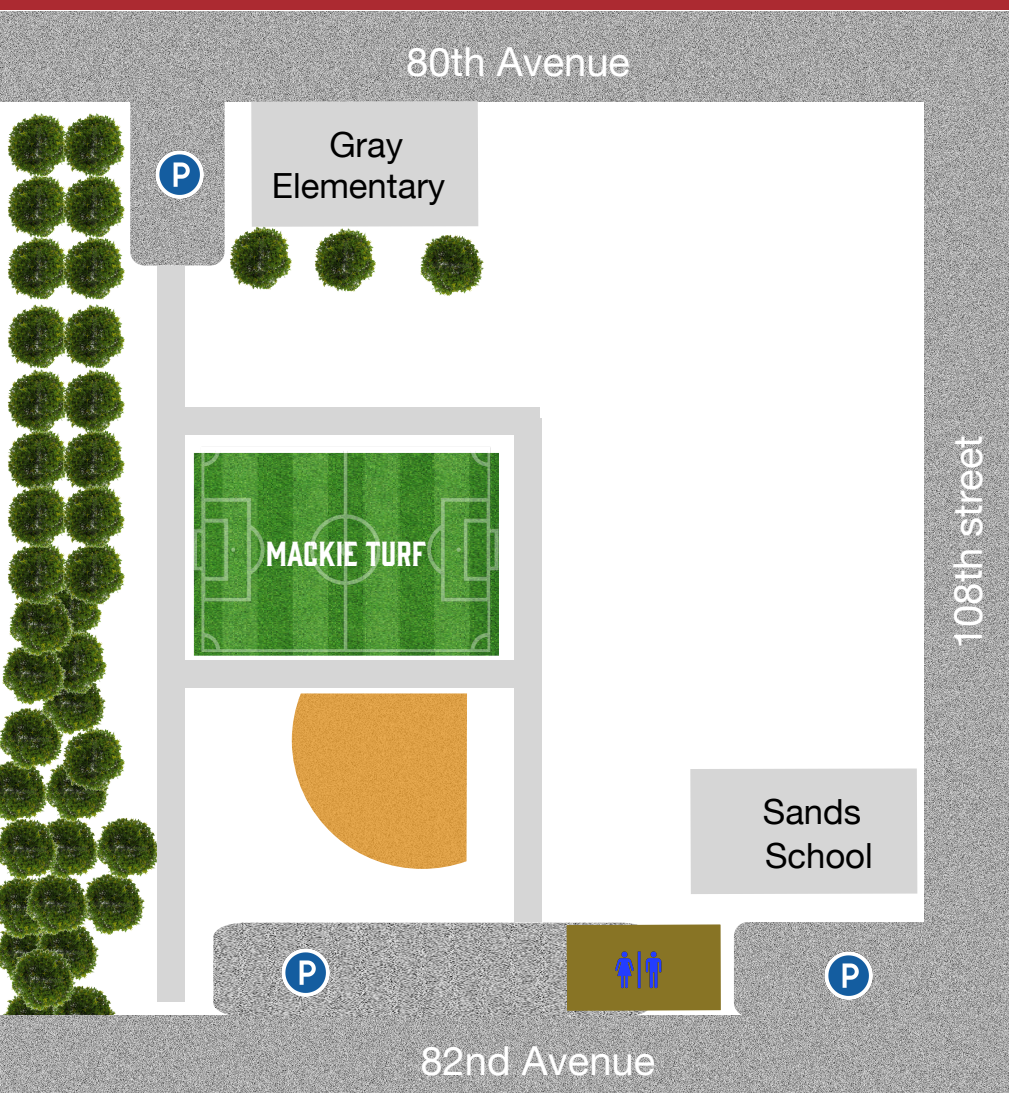 80th Avenue
P
Gray
Elementary
108th street
MACKIE TURF
Sands
School
P
P
82nd Avenue